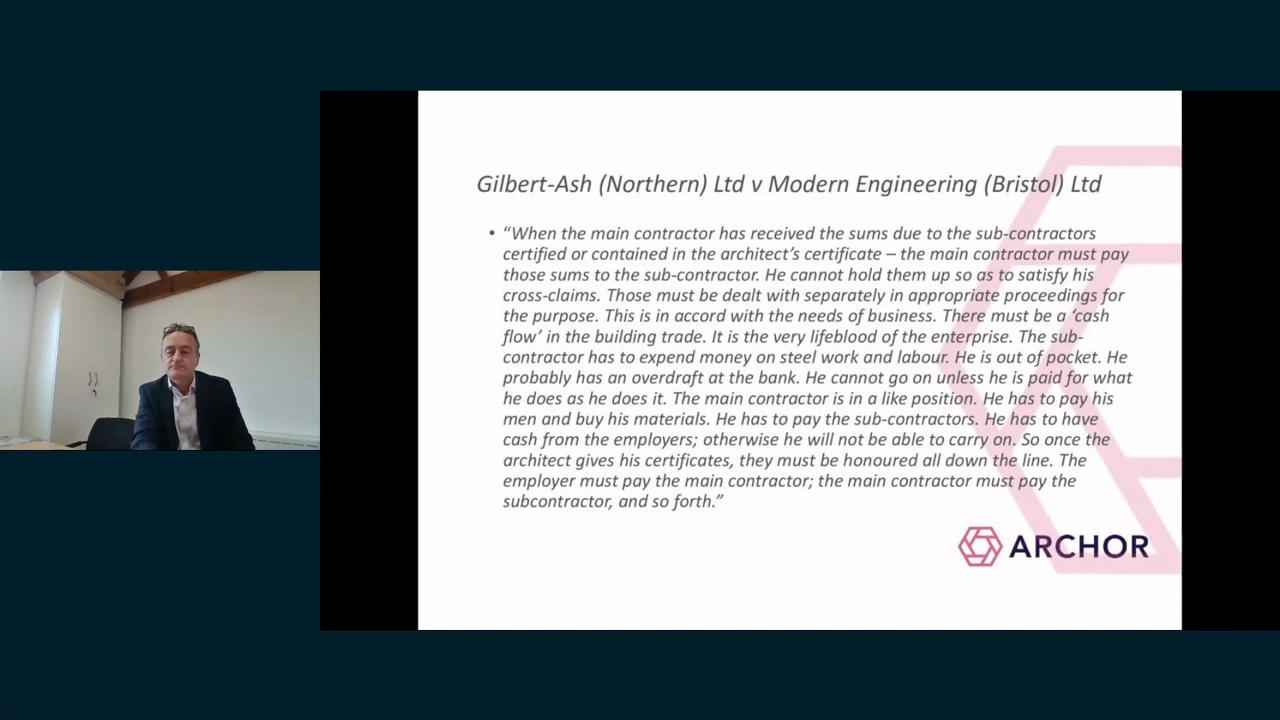 Gilbert-Ash (Northern) Ltd v Modern Engineering (Bristol) Ltd
• “When the main contractor has received the sums due to the sub-contractors
certified or contained in the architect’s certificate – the main contractor must pay
those sums to the sub-contractor. He cannot hold them up so as to satisfy his
cross-claims. Those must be dealt with separately in appropriate proceedings for
the purpose. This is in accord with the needs of business. There must be a ‘cash
flow’ in the building trade. It is the very lifeblood of the enterprise. The sub-
contractor has to expend money on steel work and labour. He is out of pocket. He
probably has an overdraft at the bank. He cannot go on unless he is paid for what
he does as he does it. The main contractor is in a like position. He has to pay his
men and buy his materials. He has to pay the sub-contractors. He has to have
cash from the employers; otherwise he will not be able to carry on. So once the
architect gives his certificates, they must be honoured all down the line. The
employer must pay the main contractor; the main contractor must pay the
subcontractor, and so forth.”
ARCHOR